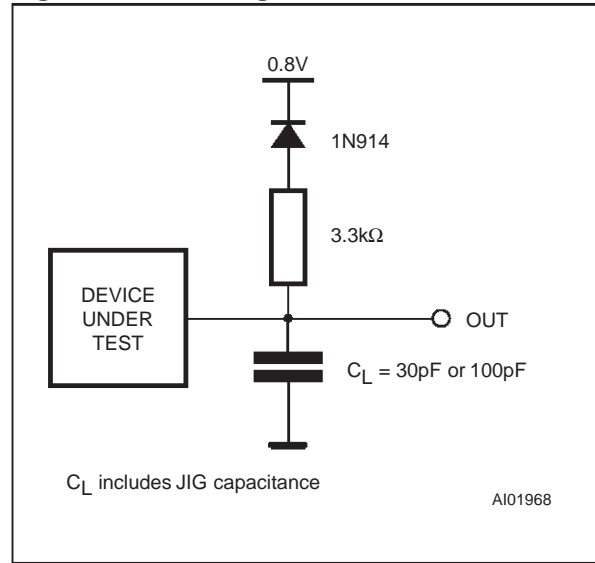 0.8V
1N914
3.3kΩ
DEVICE
UNDER
TEST
OUT
CL = 30pF or 100pF
CL includes JIG capacitance
AI01968